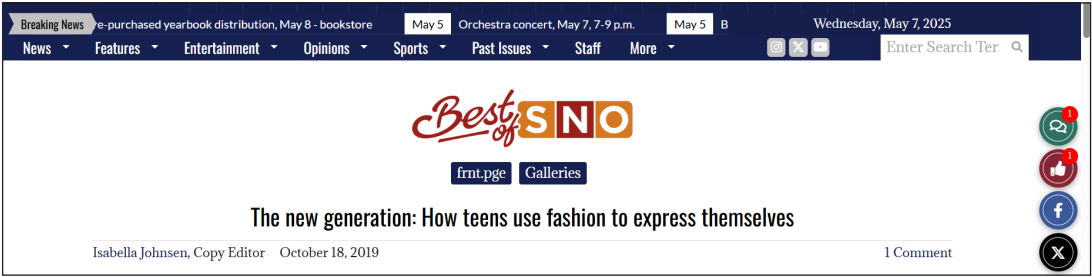 Breaking News e-purchased yearbook distribution, May 8 - bookstore May 5 Orchestra concert, May 7, 7-9 p.m. May 5 B Wednesday, May 7, 2025
News Features Entertainment Opinions Sports Past Issues Staff More Enter Search Ter
Best of SNO
frnt.pge Galleries
The new generation: How teens use fashion to express themselves
Isabella Johnsen, Copy Editor October 18, 2019 1 Comment
1
1